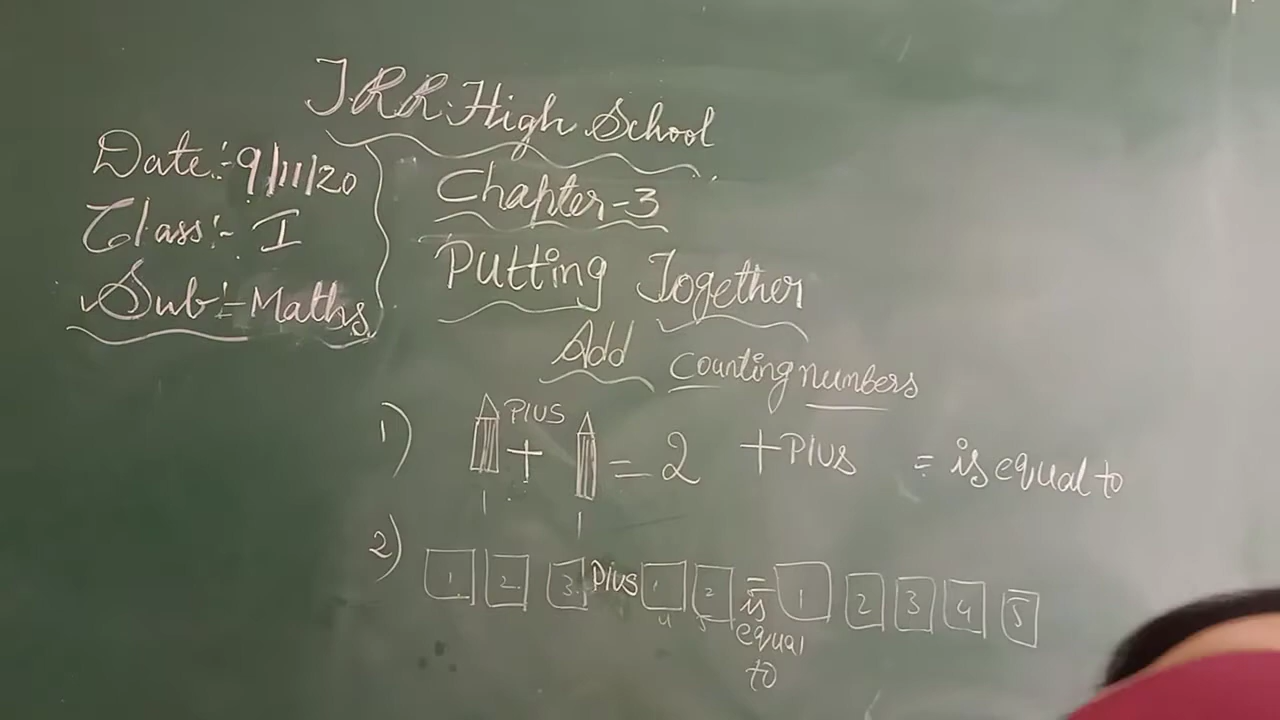 J.R.R. High School
Date:- 9/11/20
Class:- I
Sub:- Maths
Chapter-3
Putting Together
Add counting numbers
1) Plus + = 2 + Plus = is equal to
1 1
2) 1 2 3 Plus 1 2 = is equal to 1 2 3 4 5
4 5